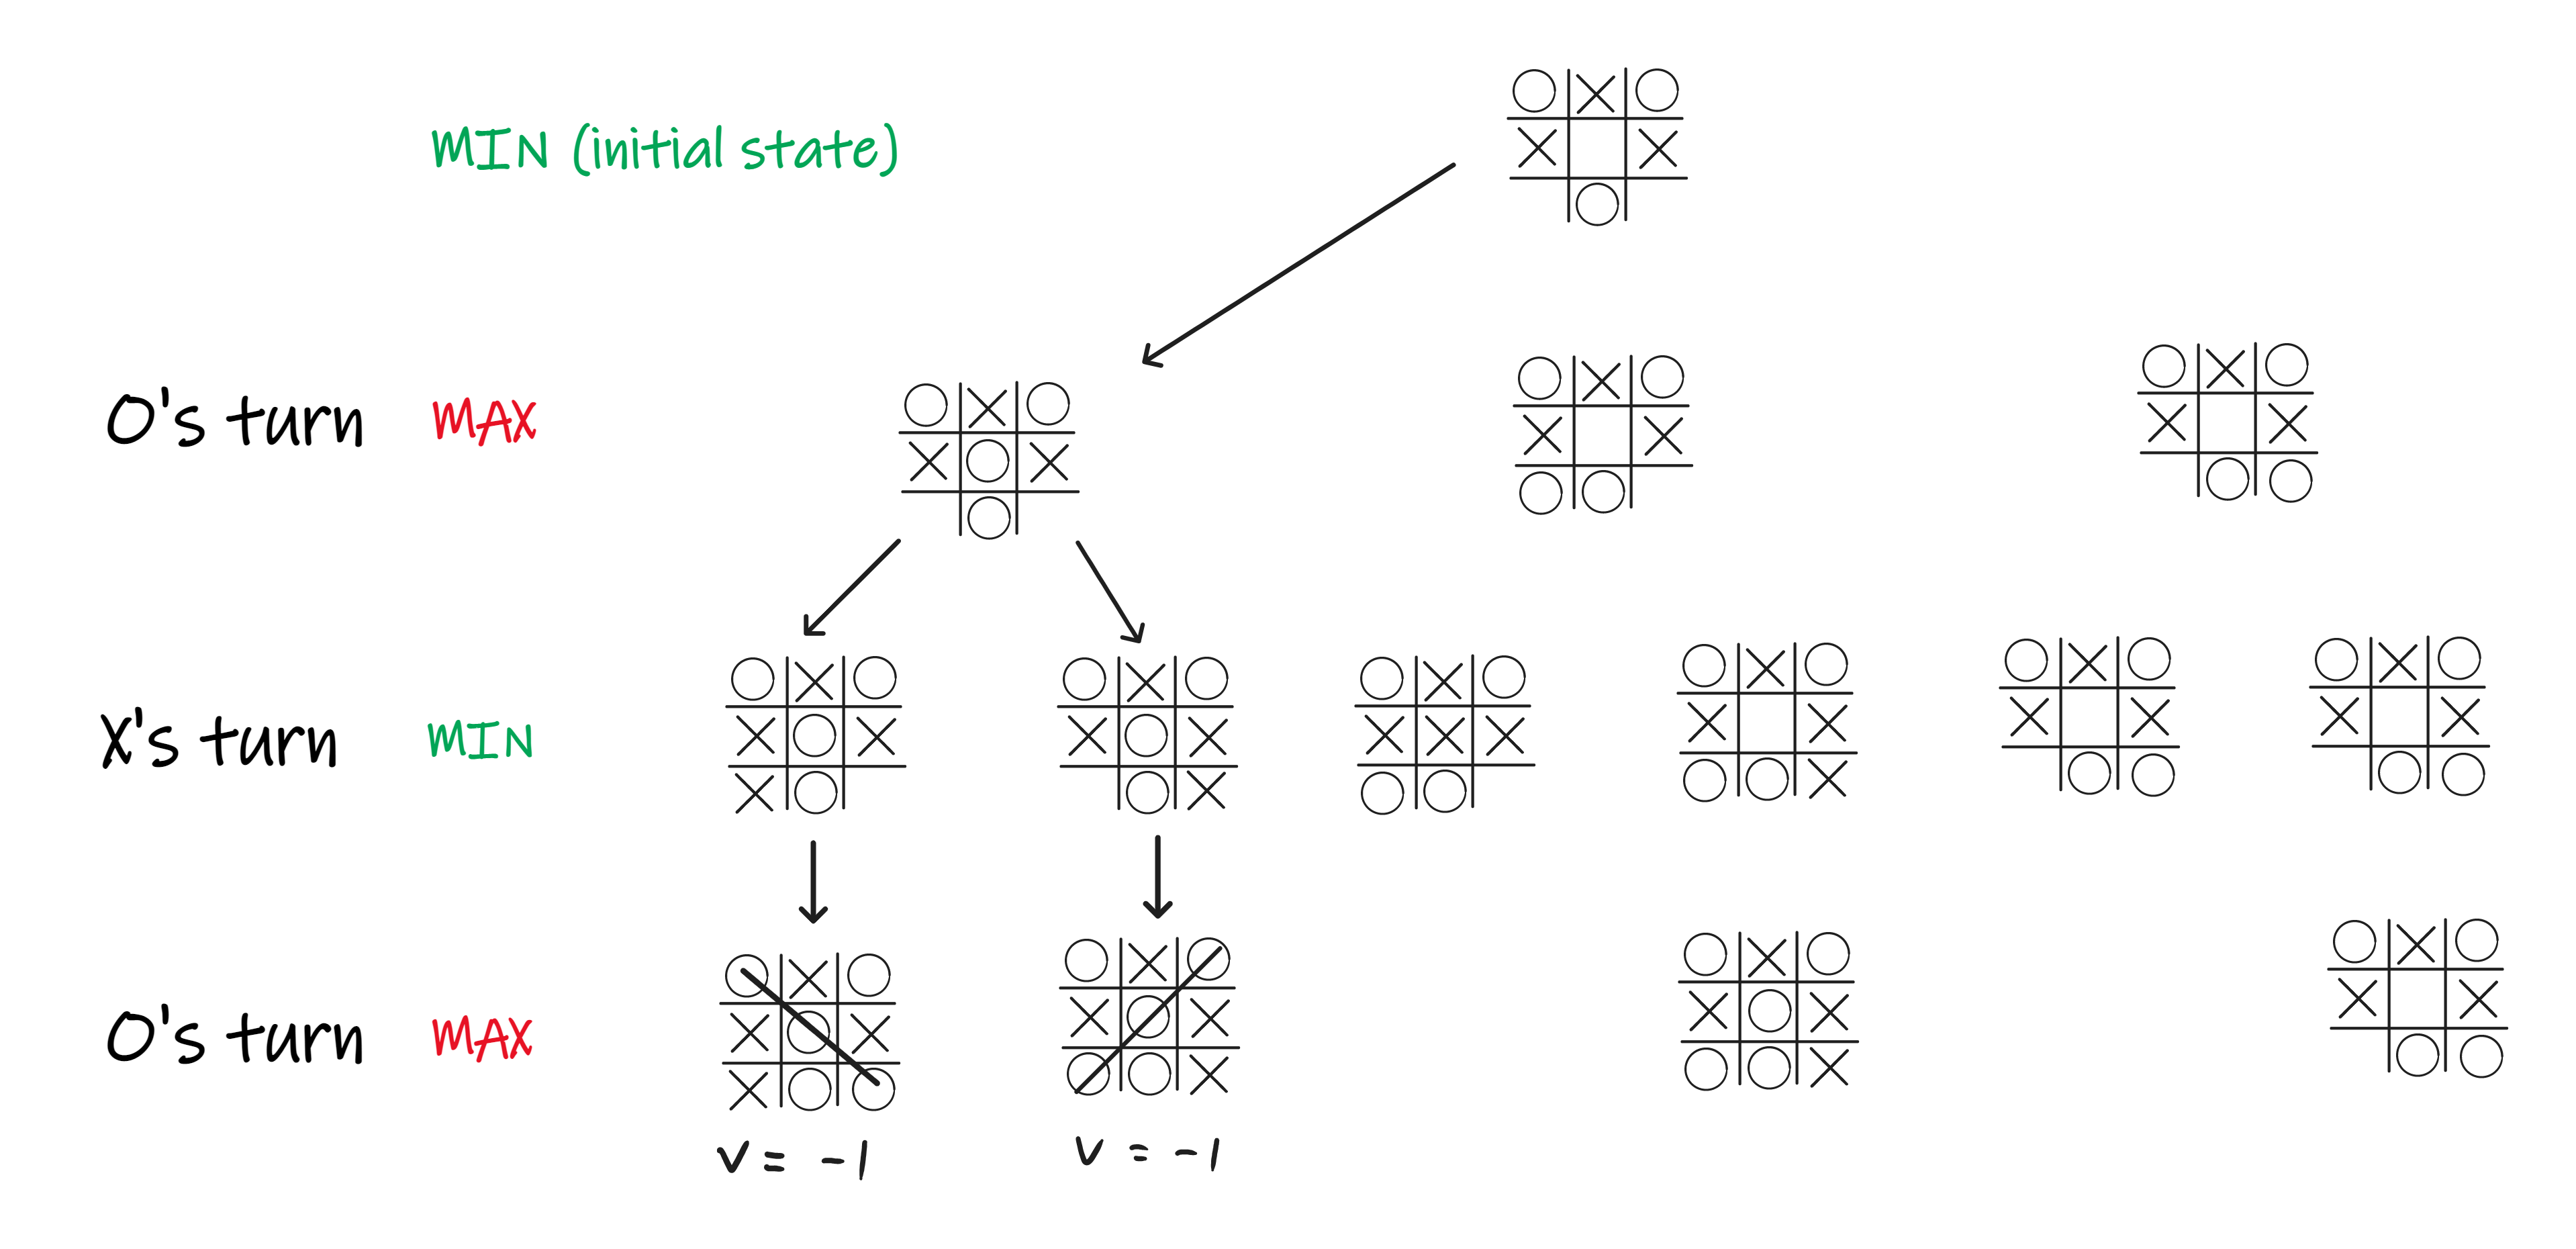 MIN (initial state)
O's turn MAX
X's turn MIN
O's turn MAX
v = -1
v = -1